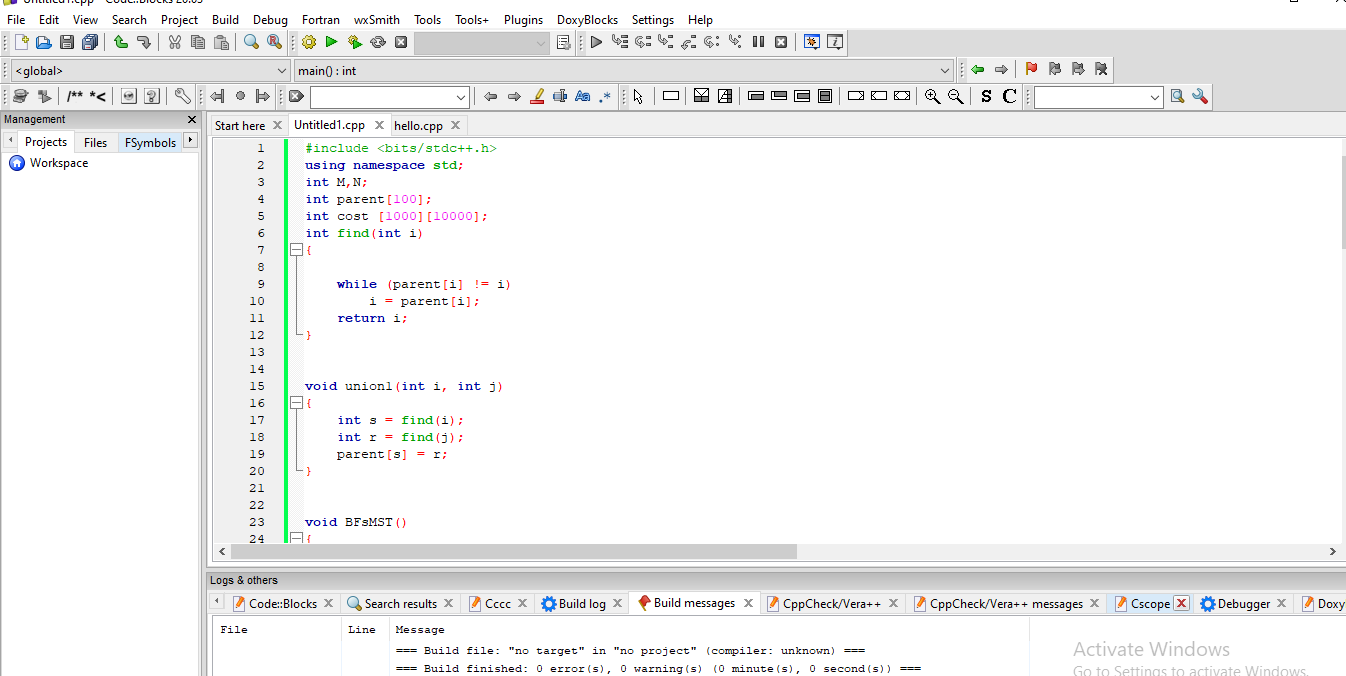 Untitled1.cpp - Code::Blocks 20.03
File Edit View Search Project Build Debug Fortran wxSmith Tools Tools+ Plugins DoxyBlocks Settings Help
<global> main() : int
/** *< Aa .* S C
Management
Projects Files FSymbols
Workspace
Start here Untitled1.cpp hello.cpp
1 #include <bits/stdc++.h>
2 using namespace std;
3 int M,N;
4 int parent[100];
5 int cost [1000][10000];
6 int find(int i)
7 {
8
9 while (parent[i] != i)
10 i = parent[i];
11 return i;
12 }
13
14
15 void union1(int i, int j)
16 {
17 int s = find(i);
18 int r = find(j);
19 parent[s] = r;
20 }
21
22
23 void BFsMST()
24 {
Logs & others
Code::Blocks Search results Cccc Build log Build messages CppCheck/Vera++ CppCheck/Vera++ messages Cscope Debugger Doxy
File Line Message
=== Build file: "no target" in "no project" (compiler: unknown) ===
=== Build finished: 0 error(s), 0 warning(s) (0 minute(s), 0 second(s)) ===
Activate Windows
Go to Settings to activate Windows.